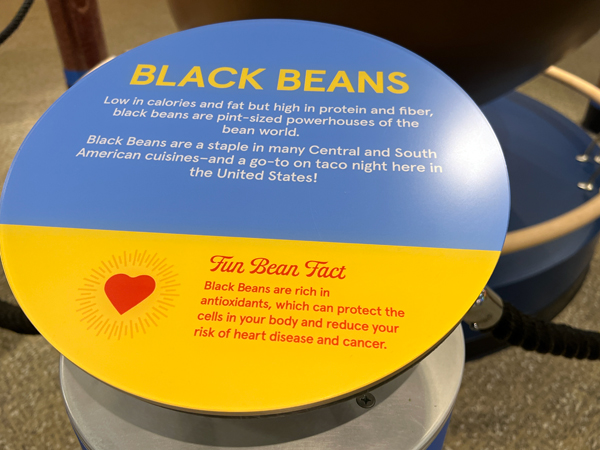 BLACK BEANS
Low in calories and fat but high in protein and fiber,
black beans are pint-sized powerhouses of the
bean world.
Black Beans are a staple in many Central and South
American cuisines—and a go-to on taco night here in
the United States!
Fun Bean Fact
Black Beans are rich in
antioxidants, which can protect the
cells in your body and reduce your
risk of heart disease and cancer.